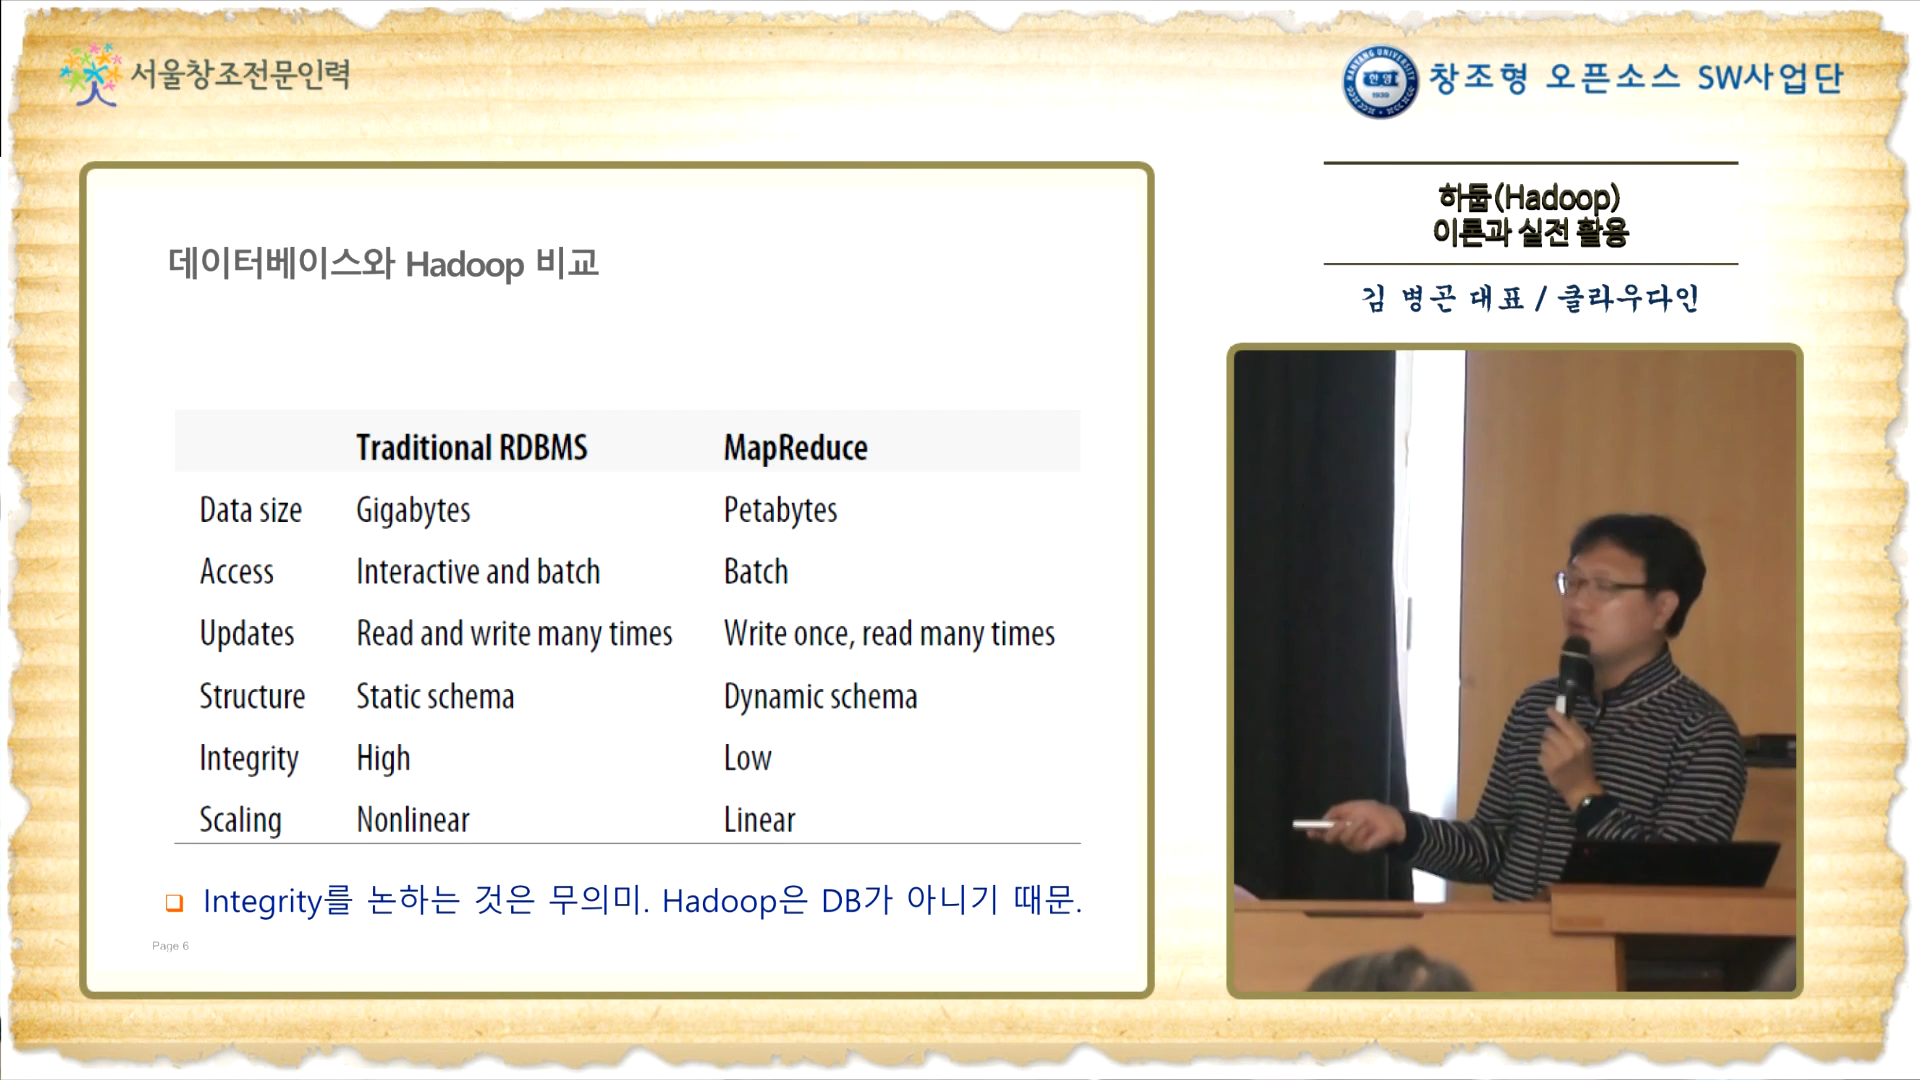 서울창조전문인력
HANYANG UNIVERSITY
한양
1939
창조형 오픈소스 SW사업단
하둡(Hadoop)
이론과 실전 활용
김 병곤 대표 / 클라우다인
데이터베이스와 Hadoop 비교
Traditional RDBMS MapReduce
Data size Gigabytes Petabytes
Access Interactive and batch Batch
Updates Read and write many times Write once, read many times
Structure Static schema Dynamic schema
Integrity High Low
Scaling Nonlinear Linear
Integrity를 논하는 것은 무의미. Hadoop은 DB가 아니기 때문.
Page 6